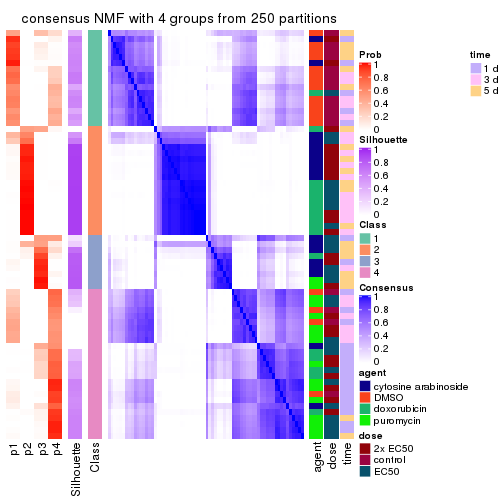 consensus NMF with 4 groups from 250 partitions
Prob
1
0.8
0.6
0.4
0.2
0
Silhouette
1
0.8
0.6
0.4
0.2
0
Class
1
2
3
4
Consensus
1
0.8
0.6
0.4
0.2
0
agent
cytosine arabinoside
DMSO
doxorubicin
puromycin
dose
2x EC50
control
EC50
time
1 d
3 d
5 d
p1
p2
p3
p4
Silhouette
Class
agent
dose
time